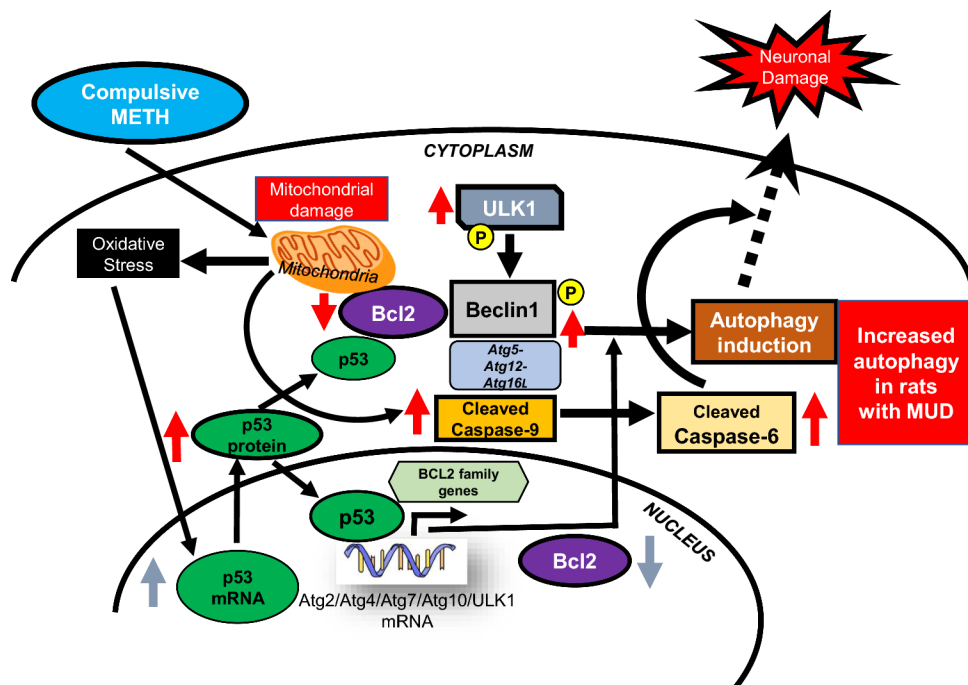 Neuronal
Damage
Compulsive
METH
CYTOPLASM
Mitochondrial
damage
ULK1
P
Oxidative
Stress
Mitochondria
P
Bcl2
Beclin1
Autophagy
induction
Increased
autophagy
in rats
with MUD
p53
Atg5-
Atg12-
Atg16L
Cleaved
Caspase-9
Cleaved
Caspase-6
p53
protein
BCL2 family
genes
p53
NUCLEUS
Bcl2
p53
mRNA
Atg2/Atg4/Atg7/Atg10/ULK1
mRNA